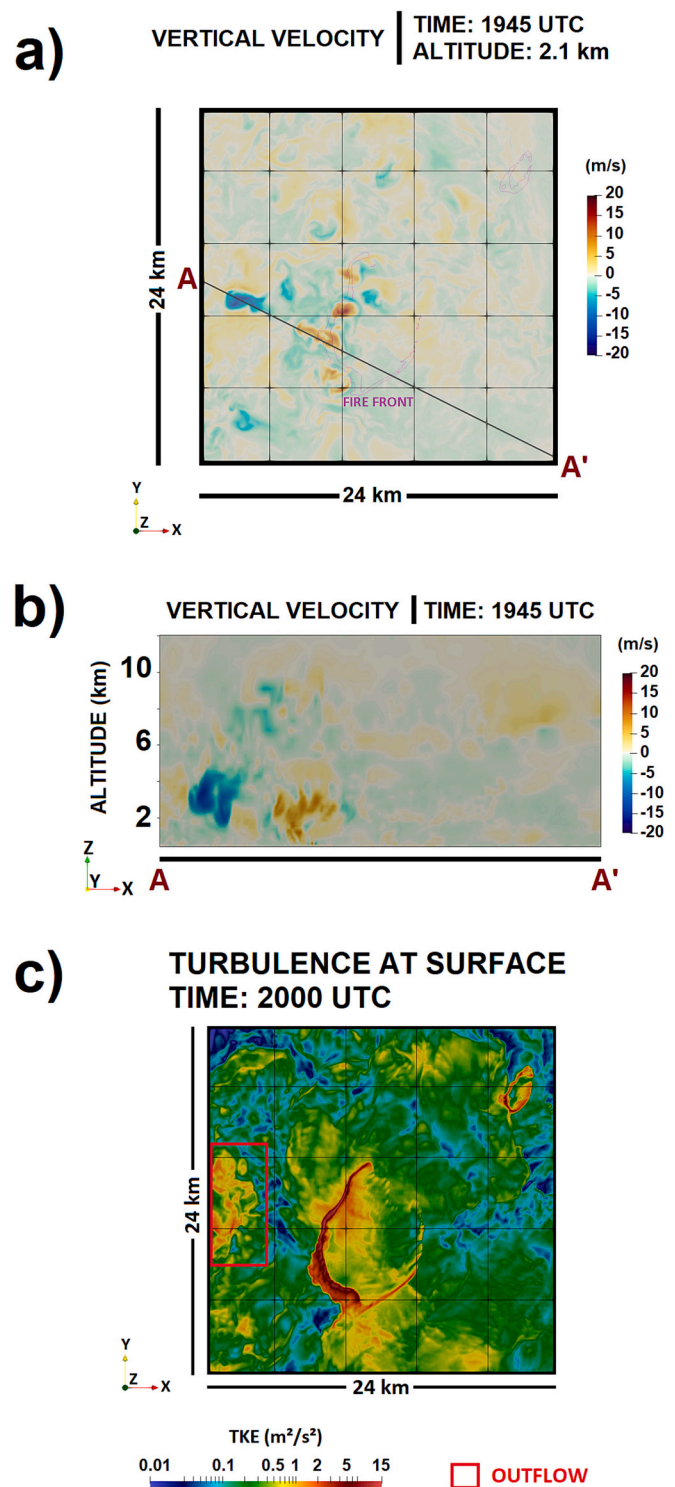 a)
VERTICAL VELOCITY
TIME: 1945 UTC
ALTITUDE: 2.1 km
(m/s)
20
15
10
5
0
-5
-10
-15
-20
24 km
A
FIRE FRONT
A'
24 km
Y
Z
X
b)
VERTICAL VELOCITY
TIME: 1945 UTC
(m/s)
20
15
10
5
0
-5
-10
-15
-20
ALTITUDE (km)
10
6
2
Z
Y
X
A
A'
c)
TURBULENCE AT SURFACE
TIME: 2000 UTC
24 km
Y
Z
X
24 km
TKE (m²/s²)
0.01 0.1 0.5 1 2 5 15
OUTFLOW